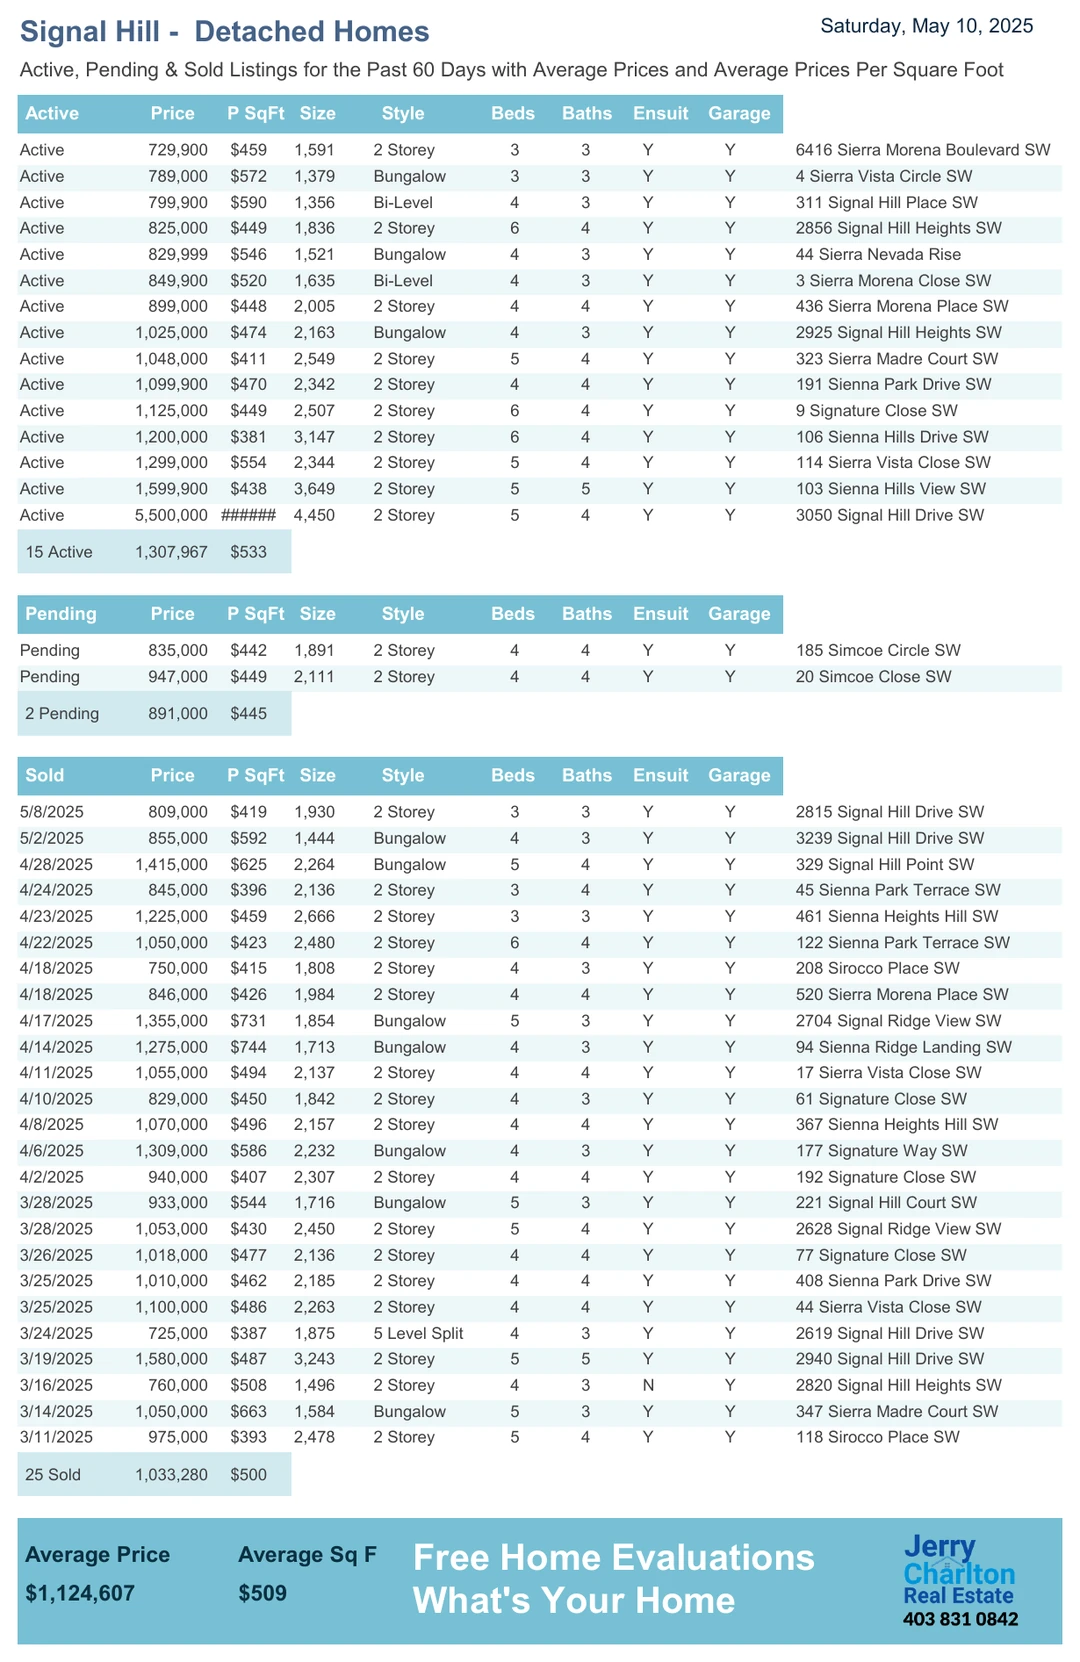 Signal Hill - Detached Homes
Saturday, May 10, 2025
Active, Pending & Sold Listings for the Past 60 Days with Average Prices and Average Prices Per Square Foot
Active Price P SqFt Size Style Beds Baths Ensuit Garage
Active 729,900 $459 1,591 2 Storey 3 3 Y Y 6416 Sierra Morena Boulevard SW
Active 789,000 $572 1,379 Bungalow 3 3 Y Y 4 Sierra Vista Circle SW
Active 799,900 $590 1,356 Bi-Level 4 3 Y Y 311 Signal Hill Place SW
Active 825,000 $449 1,836 2 Storey 6 4 Y Y 2856 Signal Hill Heights SW
Active 829,999 $546 1,521 Bungalow 4 3 Y Y 44 Sierra Nevada Rise
Active 849,900 $520 1,635 Bi-Level 4 3 Y Y 3 Sierra Morena Close SW
Active 899,000 $448 2,005 2 Storey 4 4 Y Y 436 Sierra Morena Place SW
Active 1,025,000 $474 2,163 Bungalow 4 3 Y Y 2925 Signal Hill Heights SW
Active 1,048,000 $411 2,549 2 Storey 5 4 Y Y 323 Sierra Madre Court SW
Active 1,099,900 $470 2,342 2 Storey 4 4 Y Y 191 Sienna Park Drive SW
Active 1,125,000 $449 2,507 2 Storey 6 4 Y Y 9 Signature Close SW
Active 1,200,000 $381 3,147 2 Storey 6 4 Y Y 106 Sienna Hills Drive SW
Active 1,299,000 $554 2,344 2 Storey 5 4 Y Y 114 Sierra Vista Close SW
Active 1,599,900 $438 3,649 2 Storey 5 5 Y Y 103 Sienna Hills View SW
Active 5,500,000 ###### 4,450 2 Storey 5 4 Y Y 3050 Signal Hill Drive SW
15 Active 1,307,967 $533
Pending Price P SqFt Size Style Beds Baths Ensuit Garage
Pending 835,000 $442 1,891 2 Storey 4 4 Y Y 185 Simcoe Circle SW
Pending 947,000 $449 2,111 2 Storey 4 4 Y Y 20 Simcoe Close SW
2 Pending 891,000 $445
Sold Price P SqFt Size Style Beds Baths Ensuit Garage
5/8/2025 809,000 $419 1,930 2 Storey 3 3 Y Y 2815 Signal Hill Drive SW
5/2/2025 855,000 $592 1,444 Bungalow 4 3 Y Y 3239 Signal Hill Drive SW
4/28/2025 1,415,000 $625 2,264 Bungalow 5 4 Y Y 329 Signal Hill Point SW
4/24/2025 845,000 $396 2,136 2 Storey 3 4 Y Y 45 Sienna Park Terrace SW
4/23/2025 1,225,000 $459 2,666 2 Storey 3 3 Y Y 461 Sienna Heights Hill SW
4/22/2025 1,050,000 $423 2,480 2 Storey 6 4 Y Y 122 Sienna Park Terrace SW
4/18/2025 750,000 $415 1,808 2 Storey 4 3 Y Y 208 Sirocco Place SW
4/18/2025 846,000 $426 1,984 2 Storey 4 4 Y Y 520 Sierra Morena Place SW
4/17/2025 1,355,000 $731 1,854 Bungalow 5 3 Y Y 2704 Signal Ridge View SW
4/14/2025 1,275,000 $744 1,713 Bungalow 4 3 Y Y 94 Sienna Ridge Landing SW
4/11/2025 1,055,000 $494 2,137 2 Storey 4 4 Y Y 17 Sierra Vista Close SW
4/10/2025 829,000 $450 1,842 2 Storey 4 3 Y Y 61 Signature Close SW
4/8/2025 1,070,000 $496 2,157 2 Storey 4 4 Y Y 367 Sienna Heights Hill SW
4/6/2025 1,309,000 $586 2,232 Bungalow 4 3 Y Y 177 Signature Way SW
4/2/2025 940,000 $407 2,307 2 Storey 4 4 Y Y 192 Signature Close SW
3/28/2025 933,000 $544 1,716 Bungalow 5 3 Y Y 221 Signal Hill Court SW
3/28/2025 1,053,000 $430 2,450 2 Storey 5 4 Y Y 2628 Signal Ridge View SW
3/26/2025 1,018,000 $477 2,136 2 Storey 4 4 Y Y 77 Signature Close SW
3/25/2025 1,010,000 $462 2,185 2 Storey 4 4 Y Y 408 Sienna Park Drive SW
3/25/2025 1,100,000 $486 2,263 2 Storey 4 4 Y Y 44 Sierra Vista Close SW
3/24/2025 725,000 $387 1,875 5 Level Split 4 3 Y Y 2619 Signal Hill Drive SW
3/19/2025 1,580,000 $487 3,243 2 Storey 5 5 Y Y 2940 Signal Hill Drive SW
3/16/2025 760,000 $508 1,496 2 Storey 4 3 N Y 2820 Signal Hill Heights SW
3/14/2025 1,050,000 $663 1,584 Bungalow 5 3 Y Y 347 Sierra Madre Court SW
3/11/2025 975,000 $393 2,478 2 Storey 5 4 Y Y 118 Sirocco Place SW
25 Sold 1,033,280 $500
Average Price Average Sq F
$1,124,607 $509
Free Home Evaluations
What's Your Home
Jerry
Charlton
Real Estate
403 831 0842